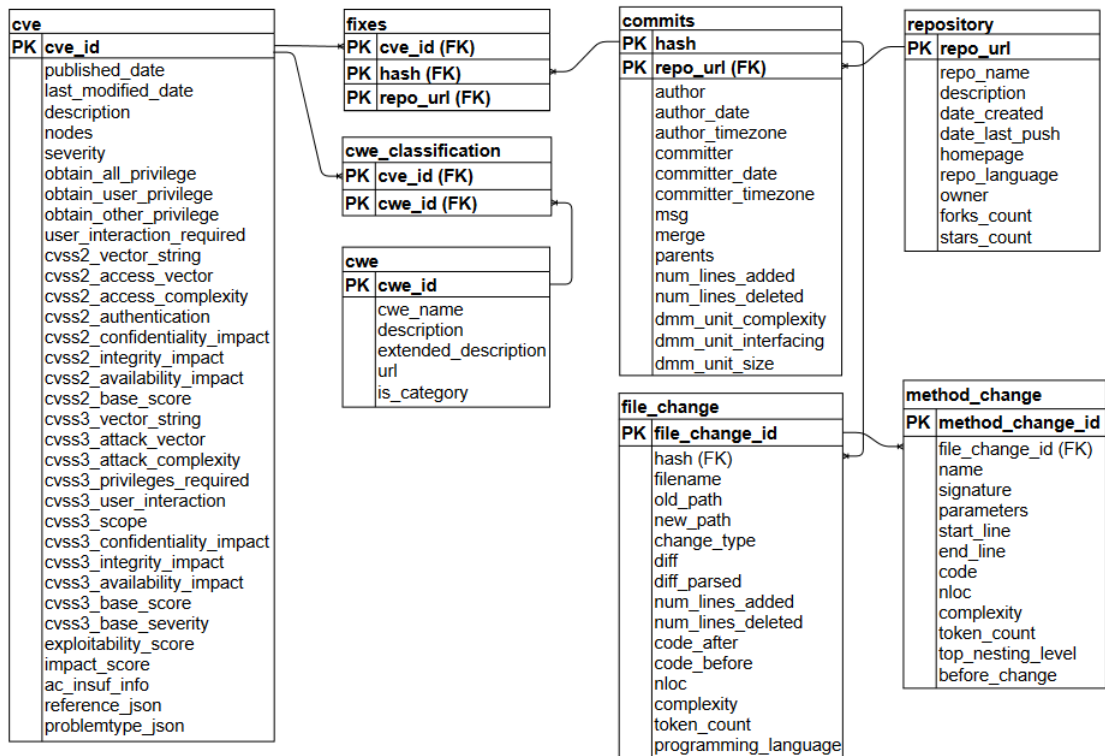 cve
PK cve_id
published_date
last_modified_date
description
nodes
severity
obtain_all_privilege
obtain_user_privilege
obtain_other_privilege
user_interaction_required
cvss2_vector_string
cvss2_access_vector
cvss2_access_complexity
cvss2_authentication
cvss2_confidentiality_impact
cvss2_integrity_impact
cvss2_availability_impact
cvss2_base_score
cvss3_vector_string
cvss3_attack_vector
cvss3_attack_complexity
cvss3_privileges_required
cvss3_user_interaction
cvss3_scope
cvss3_confidentiality_impact
cvss3_integrity_impact
cvss3_availability_impact
cvss3_base_score
cvss3_base_severity
exploitability_score
impact_score
ac_insuf_info
reference_json
problemtype_json
fixes
PK cve_id (FK)
PK hash (FK)
PK repo_url (FK)
cwe_classification
PK cve_id (FK)
PK cwe_id (FK)
cwe
PK cwe_id
cwe_name
description
extended_description
url
is_category
commits
PK hash
PK repo_url (FK)
author
author_date
author_timezone
committer
committer_date
committer_timezone
msg
merge
parents
num_lines_added
num_lines_deleted
dmm_unit_complexity
dmm_unit_interfacing
dmm_unit_size
file_change
PK file_change_id
hash (FK)
filename
old_path
new_path
change_type
diff
diff_parsed
num_lines_added
num_lines_deleted
code_after
code_before
nloc
complexity
token_count
programming_language
repository
PK repo_url
repo_name
description
date_created
date_last_push
homepage
repo_language
owner
forks_count
stars_count
method_change
PK method_change_id
file_change_id (FK)
name
signature
parameters
start_line
end_line
code
nloc
complexity
token_count
top_nesting_level
before_change